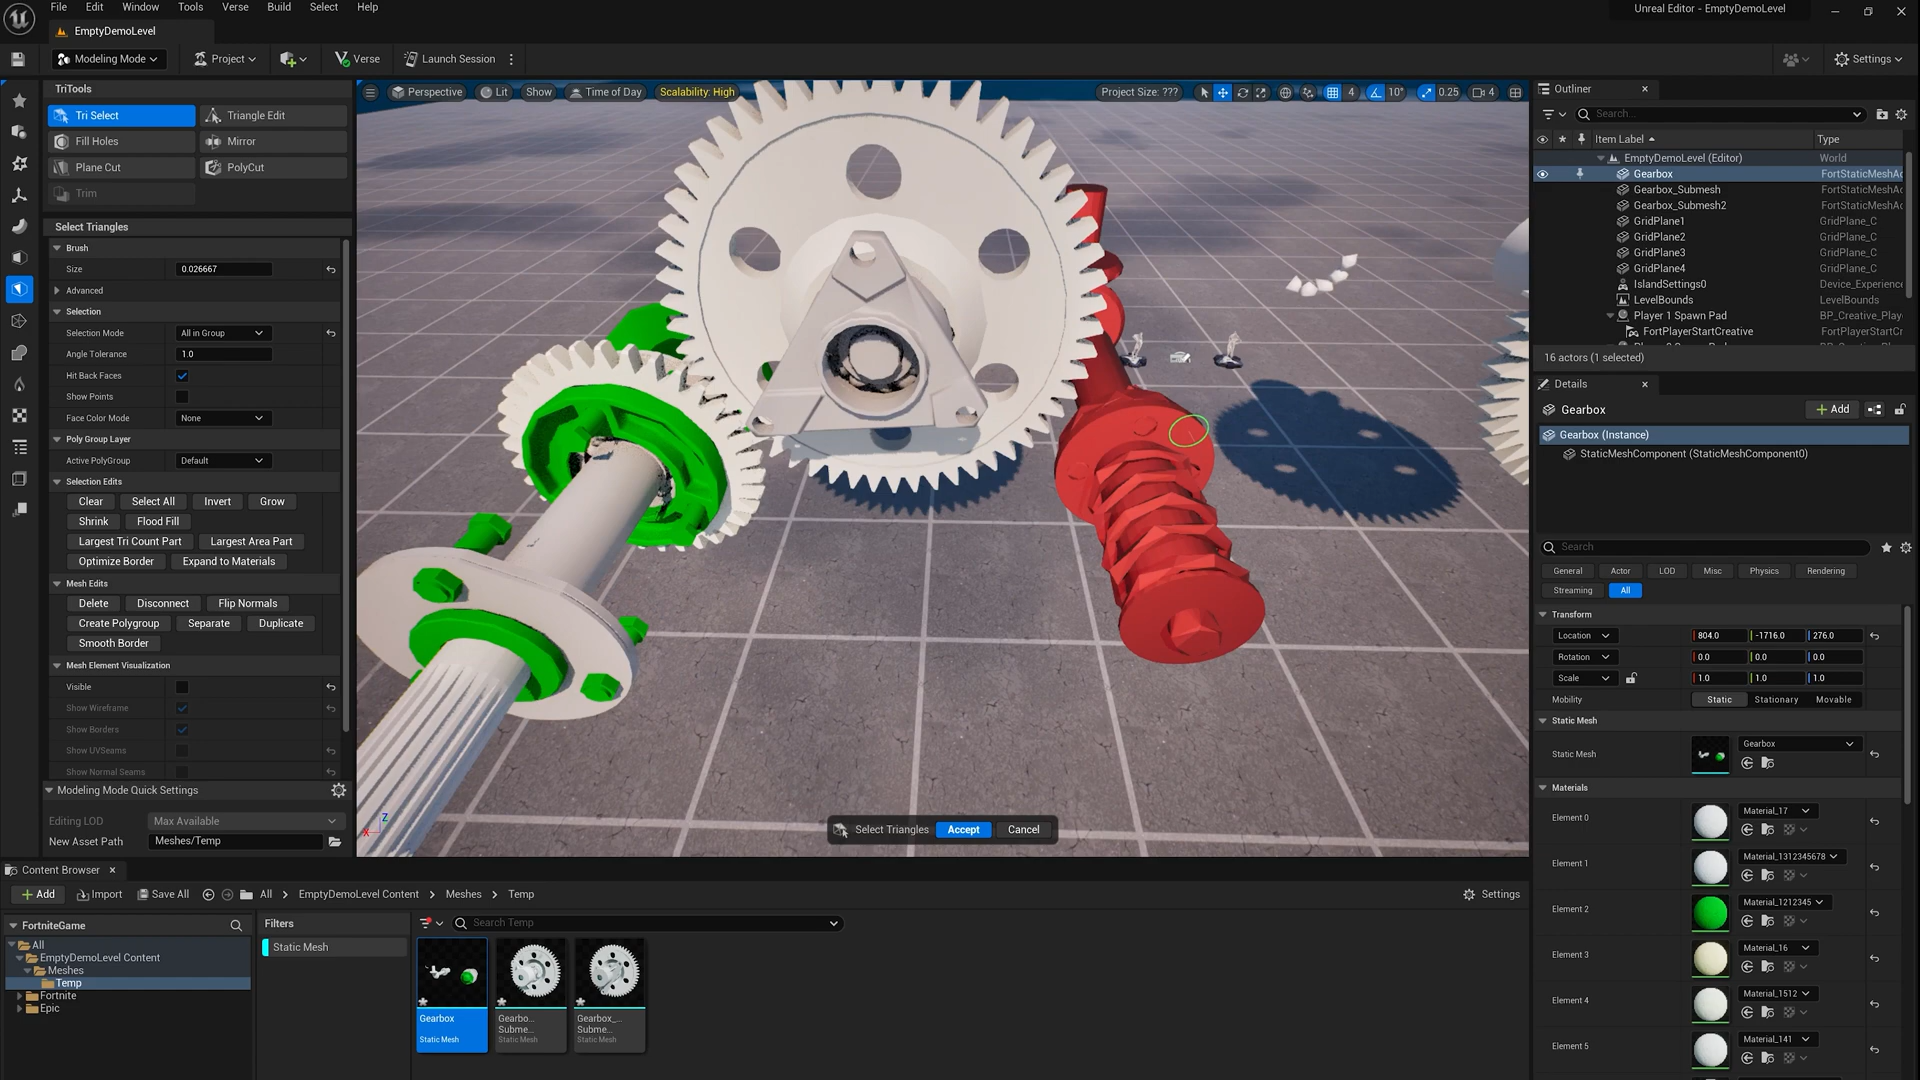 File Edit Window Tools Verse Build Select Help
Unreal Editor - EmptyDemoLevel
EmptyDemoLevel
Modeling Mode
Project
Verse
Launch Session
Settings
TriTools
Tri Select
Triangle Edit
Fill Holes
Mirror
Plane Cut
PolyCut
Trim
Select Triangles
Brush
Size 0.026667
Advanced
Selection
Selection Mode All in Group
Angle Tolerance 1.0
Hit Back Faces
Show Points
Face Color Mode None
Poly Group Layer
Active PolyGroup Default
Selection Edits
Clear Select All Invert Grow
Shrink Flood Fill
Largest Tri Count Part Largest Area Part
Optimize Border Expand to Materials
Mesh Edits
Delete Disconnect Flip Normals
Create Polygroup Separate Duplicate
Smooth Border
Mesh Element Visualization
Visible
Show Wireframe
Show Borders
Show UVSeams
Show Normal Seams
Modeling Mode Quick Settings
Editing LOD Max Available
New Asset Path Meshes/Temp
Perspective Lit Show Time of Day Scalability: High
Project Size: ??? 4 10° 0.25 4
Z
X
Select Triangles Accept Cancel
Outliner
Search...
Item Label Type
EmptyDemoLevel (Editor) World
Gearbox FortStaticMeshAc
Gearbox_Submesh FortStaticMeshAc
Gearbox_Submesh2 FortStaticMeshAc
GridPlane1 GridPlane_C
GridPlane2 GridPlane_C
GridPlane3 GridPlane_C
GridPlane4 GridPlane_C
IslandSettings0 Device_Experience
LevelBounds LevelBounds
Player 1 Spawn Pad BP_Creative_Play
FortPlayerStartCreative FortPlayerStartCr
16 actors (1 selected)
Details
Gearbox
Add
Gearbox (Instance)
StaticMeshComponent (StaticMeshComponent0)
Search
General Actor LOD Misc Physics Rendering
Streaming All
Transform
Location 804.0 -1716.0 276.0
Rotation 0.0 0.0 0.0
Scale 1.0 1.0 1.0
Mobility Static Stationary Movable
Static Mesh
Static Mesh Gearbox
Materials
Element 0 Material_17
Element 1 Material_1312345678
Element 2 Material_1212345
Element 3 Material_16
Element 4 Material_1512
Element 5 Material_141
Content Browser
Add Import Save All All EmptyDemoLevel Content Meshes Temp
Settings
FortniteGame
All
EmptyDemoLevel Content
Meshes
Temp
Fortnite
Epic
Filters
Static Mesh
Search Temp
Gearbox
Static Mesh
Gearbo...
Subme...
Static Mesh
Gearbox_...
Subme...
Static Mesh